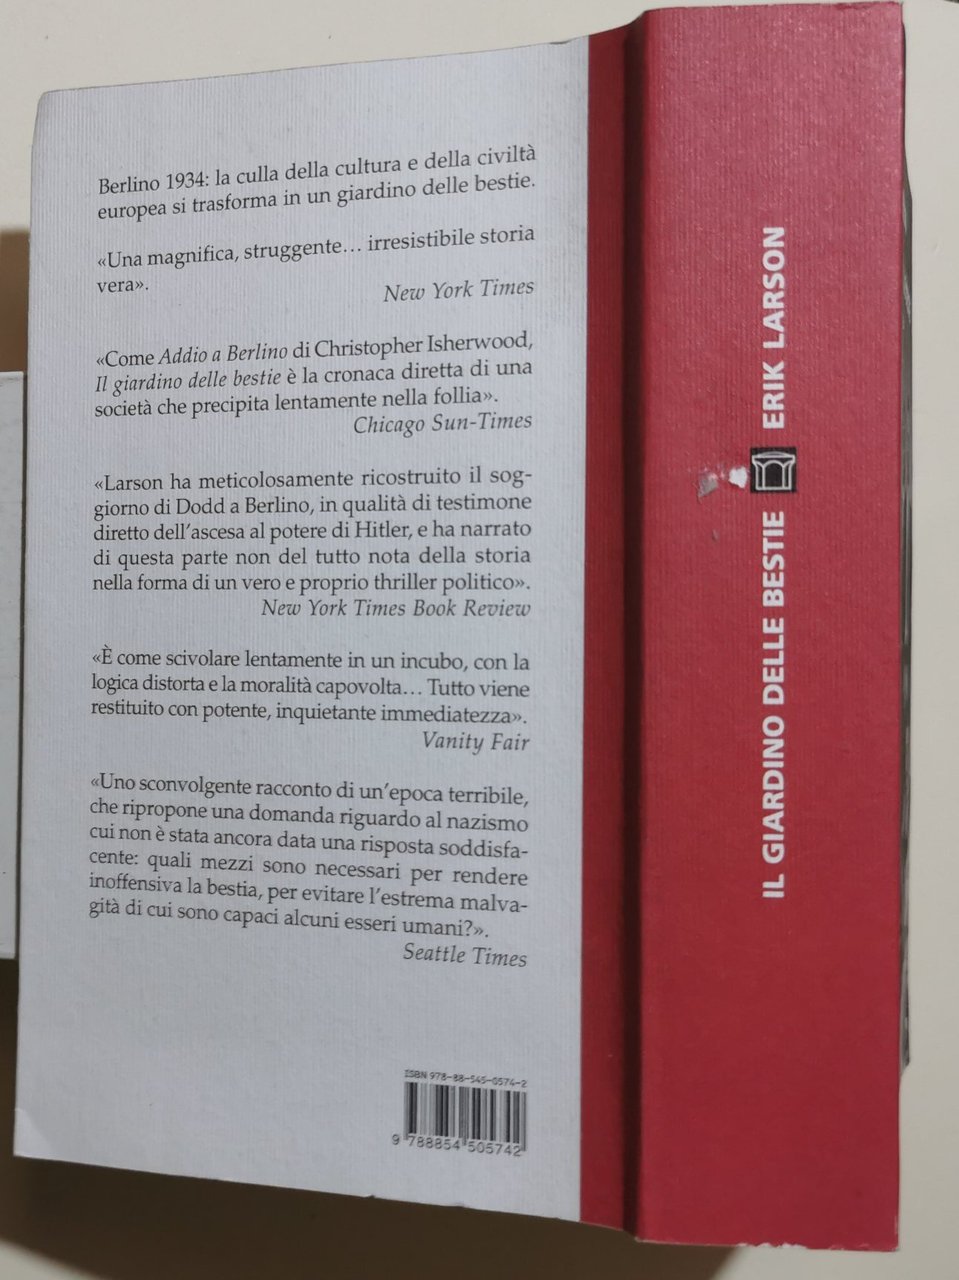 Berlino 1934: la culla della cultura e della civiltà
europea si trasforma in un giardino delle bestie.
«Una magnifica, struggente… irresistibile storia
vera».
New York Times
«Come Addio a Berlino di Christopher Isherwood,
Il giardino delle bestie è la cronaca diretta di una
società che precipita lentamente nella follia».
Chicago Sun-Times
«Larson ha meticolosamente ricostruito il sog-
giorno di Dodd a Berlino, in qualità di testimone
diretto dell'ascesa al potere di Hitler, e ha narrato
di questa parte non del tutto nota della storia
nella forma di un vero e proprio thriller politico».
New York Times Book Review
«È come scivolare lentamente in un incubo, con la
logica distorta e la moralità capovolta… Tutto viene
restituito con potente, inquietante immediatezza».
Vanity Fair
«Uno sconvolgente racconto di un'epoca terribile,
che ripropone una domanda riguardo al nazismo
cui non è stata ancora data una risposta soddisfa-
cente: quali mezzi sono necessari per rendere
inoffensiva la bestia, per evitare l'estrema malva-
gità di cui sono capaci alcuni esseri umani?».
Seattle Times
ISBN 978-88-545-0574-2
9 788854 505742
IL GIARDINO DELLE BESTIE ERIK LARSON